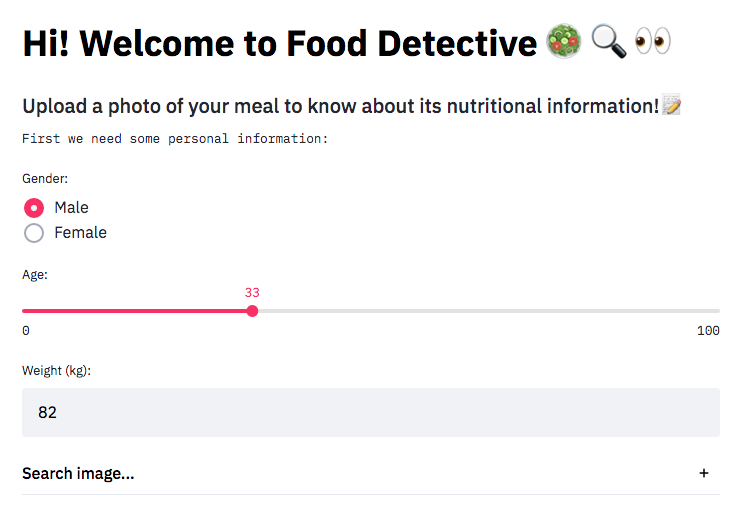 Hi! Welcome to Food Detective 🥗🔍👀
Upload a photo of your meal to know about its nutritional information!📝
First we need some personal information:
Gender:
Male
Female
Age:
33
0 100
Weight (kg):
82
Search image... +